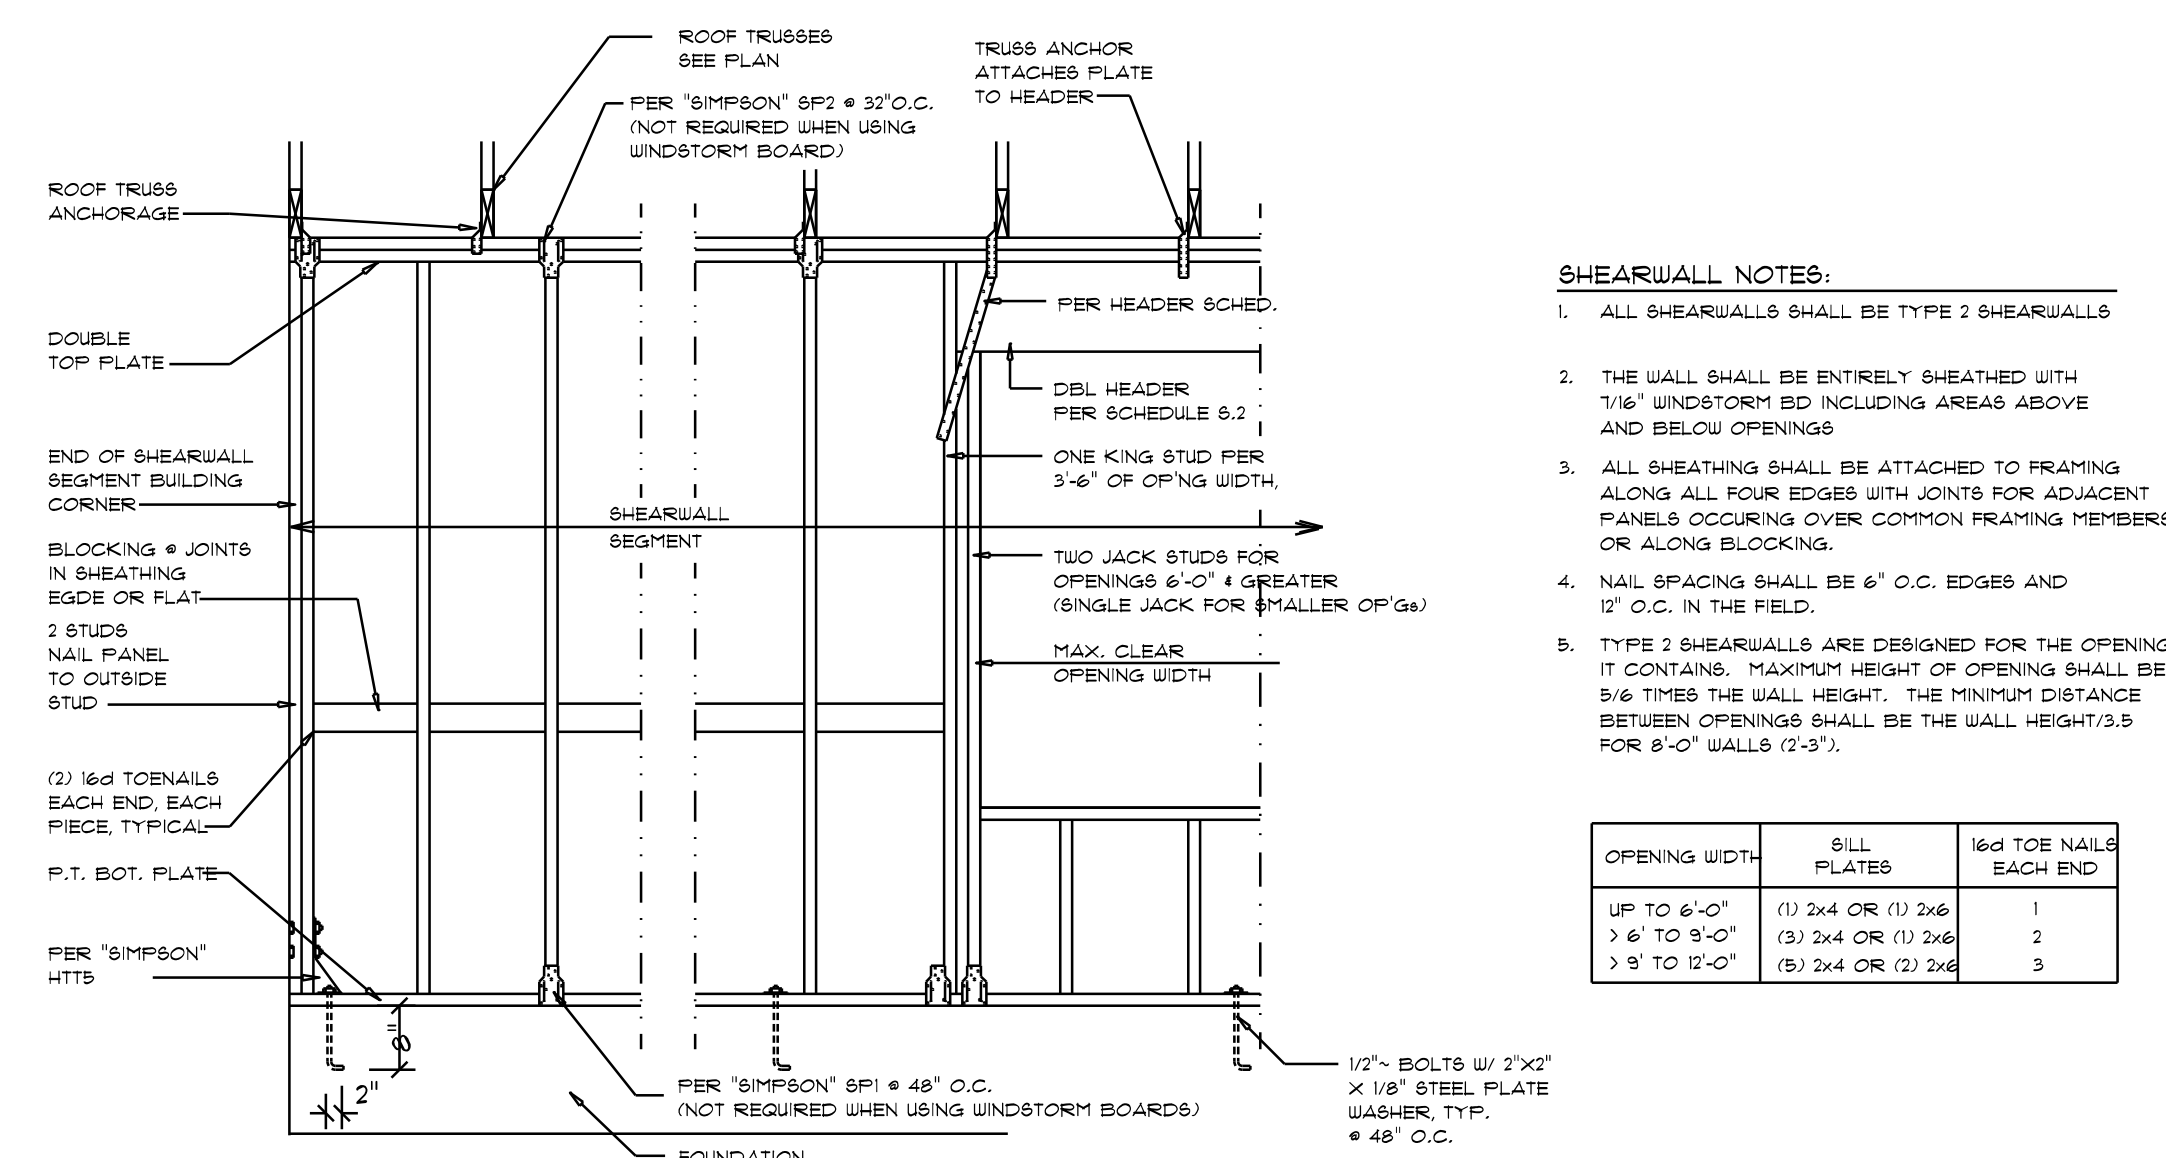 ROOF TRUSSES
SEE PLAN
TRUSS ANCHOR
ATTACHES PLATE
TO HEADER
PER "SIMPSON" SP2 @ 32"O.C.
(NOT REQUIRED WHEN USING
WINDSTORM BOARD)
ROOF TRUSS
ANCHORAGE
DOUBLE
TOP PLATE
END OF SHEARWALL
SEGMENT BUILDING
CORNER
BLOCKING @ JOINTS
IN SHEATHING
EGDE OR FLAT
2 STUDS
NAIL PANEL
TO OUTSIDE
STUD
(2) 16d TOENAILS
EACH END, EACH
PIECE, TYPICAL
P.T. BOT. PLATE
PER "SIMPSON"
HTT5
SHEARWALL
SEGMENT
PER HEADER SCHED.
DBL HEADER
PER SCHEDULE S.2
ONE KING STUD PER
3'-6" OF OP'NG WIDTH,
TWO JACK STUDS FOR
OPENINGS 6'-0" & GREATER
(SINGLE JACK FOR SMALLER OP'Gs)
MAX. CLEAR
OPENING WIDTH
8"
2"
PER "SIMPSON" SP1 @ 48" O.C.
(NOT REQUIRED WHEN USING WINDSTORM BOARDS)
FOUNDATION
1/2"~ BOLTS W/ 2"X2"
X 1/8" STEEL PLATE
WASHER, TYP.
@ 48" O.C.
SHEARWALL NOTES:
1. ALL SHEARWALLS SHALL BE TYPE 2 SHEARWALLS
2. THE WALL SHALL BE ENTIRELY SHEATHED WITH
7/16" WINDSTORM BD INCLUDING AREAS ABOVE
AND BELOW OPENINGS
3. ALL SHEATHING SHALL BE ATTACHED TO FRAMING
ALONG ALL FOUR EDGES WITH JOINTS FOR ADJACENT
PANELS OCCURING OVER COMMON FRAMING MEMBERS
OR ALONG BLOCKING.
4. NAIL SPACING SHALL BE 6" O.C. EDGES AND
12" O.C. IN THE FIELD.
5. TYPE 2 SHEARWALLS ARE DESIGNED FOR THE OPENING
IT CONTAINS. MAXIMUM HEIGHT OF OPENING SHALL BE
5/6 TIMES THE WALL HEIGHT. THE MINIMUM DISTANCE
BETWEEN OPENINGS SHALL BE THE WALL HEIGHT/3.5
FOR 8'-0" WALLS (2'-3").
OPENING WIDTH
SILL
PLATES
16d TOE NAILS
EACH END
UP TO 6'-0" (1) 2x4 OR (1) 2x6 1
> 6' TO 9'-0" (3) 2x4 OR (1) 2x6 2
> 9' TO 12'-0" (5) 2x4 OR (2) 2x6 3